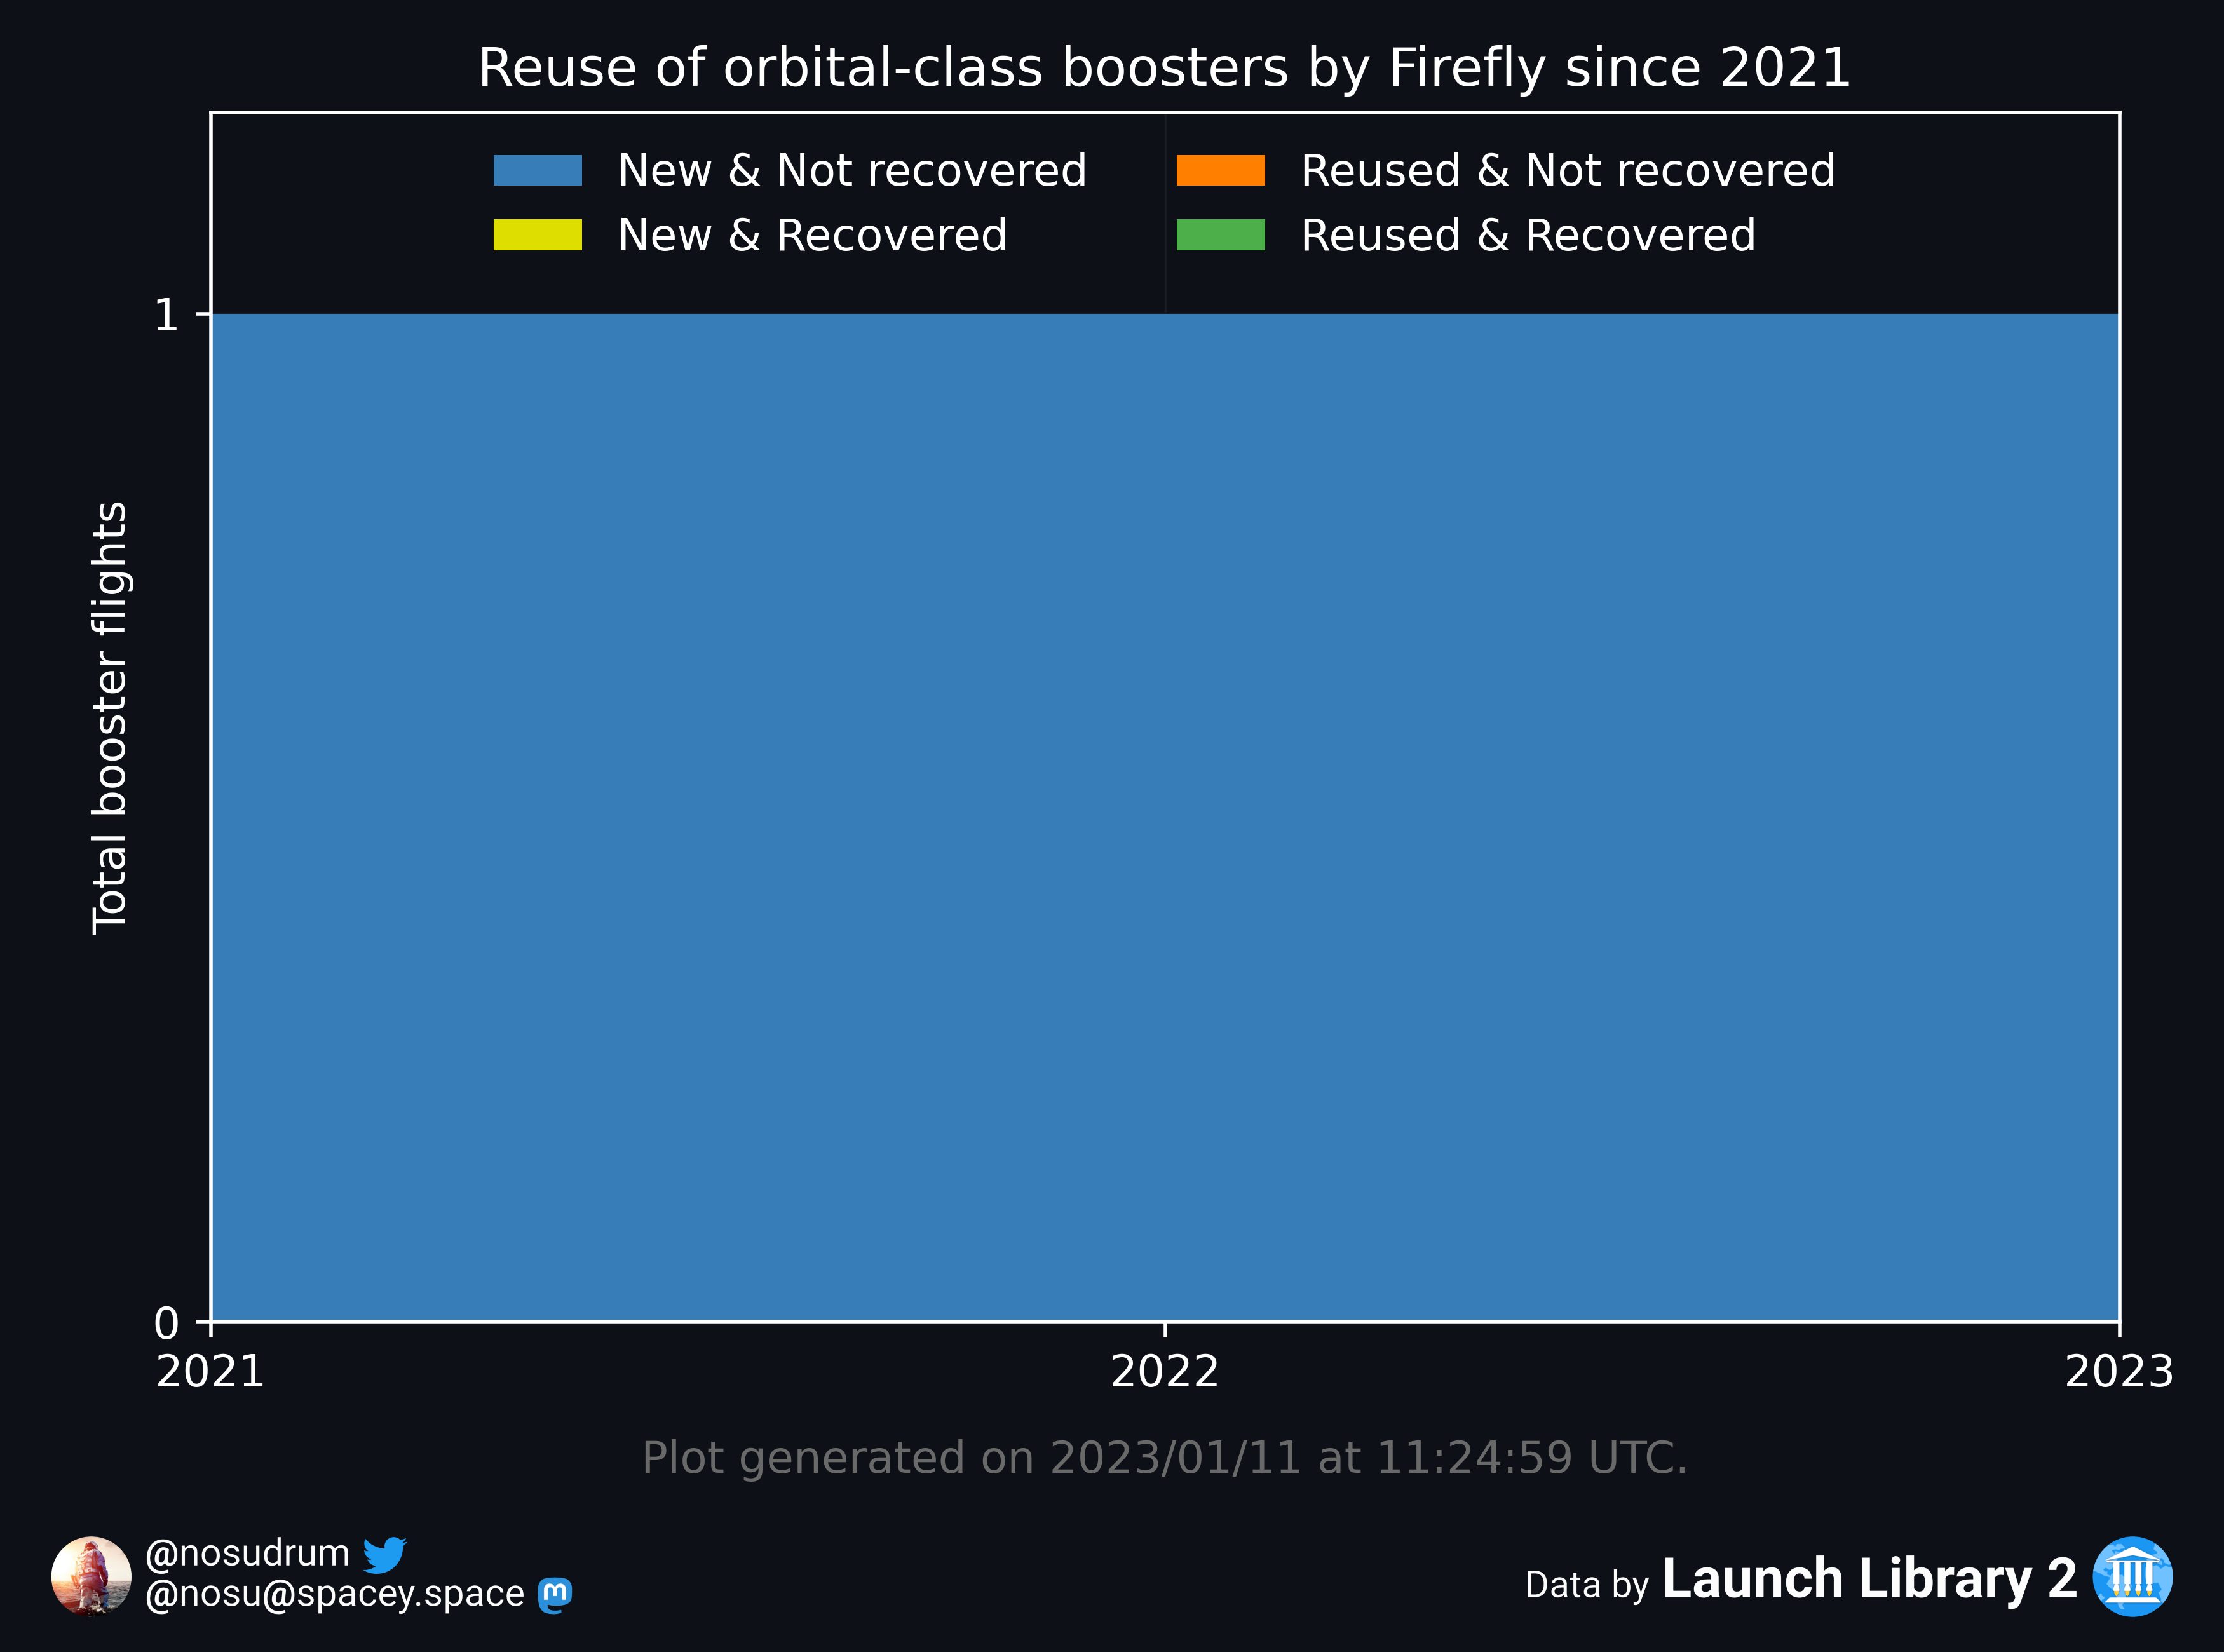 Reuse of orbital-class boosters by Firefly since 2021
New & Not recovered
New & Recovered
Reused & Not recovered
Reused & Recovered
Total booster flights
1
0
2021 2022 2023
Plot generated on 2023/01/11 at 11:24:59 UTC.
@nosudrum
@nosu@spacey.space
Data by Launch Library 2